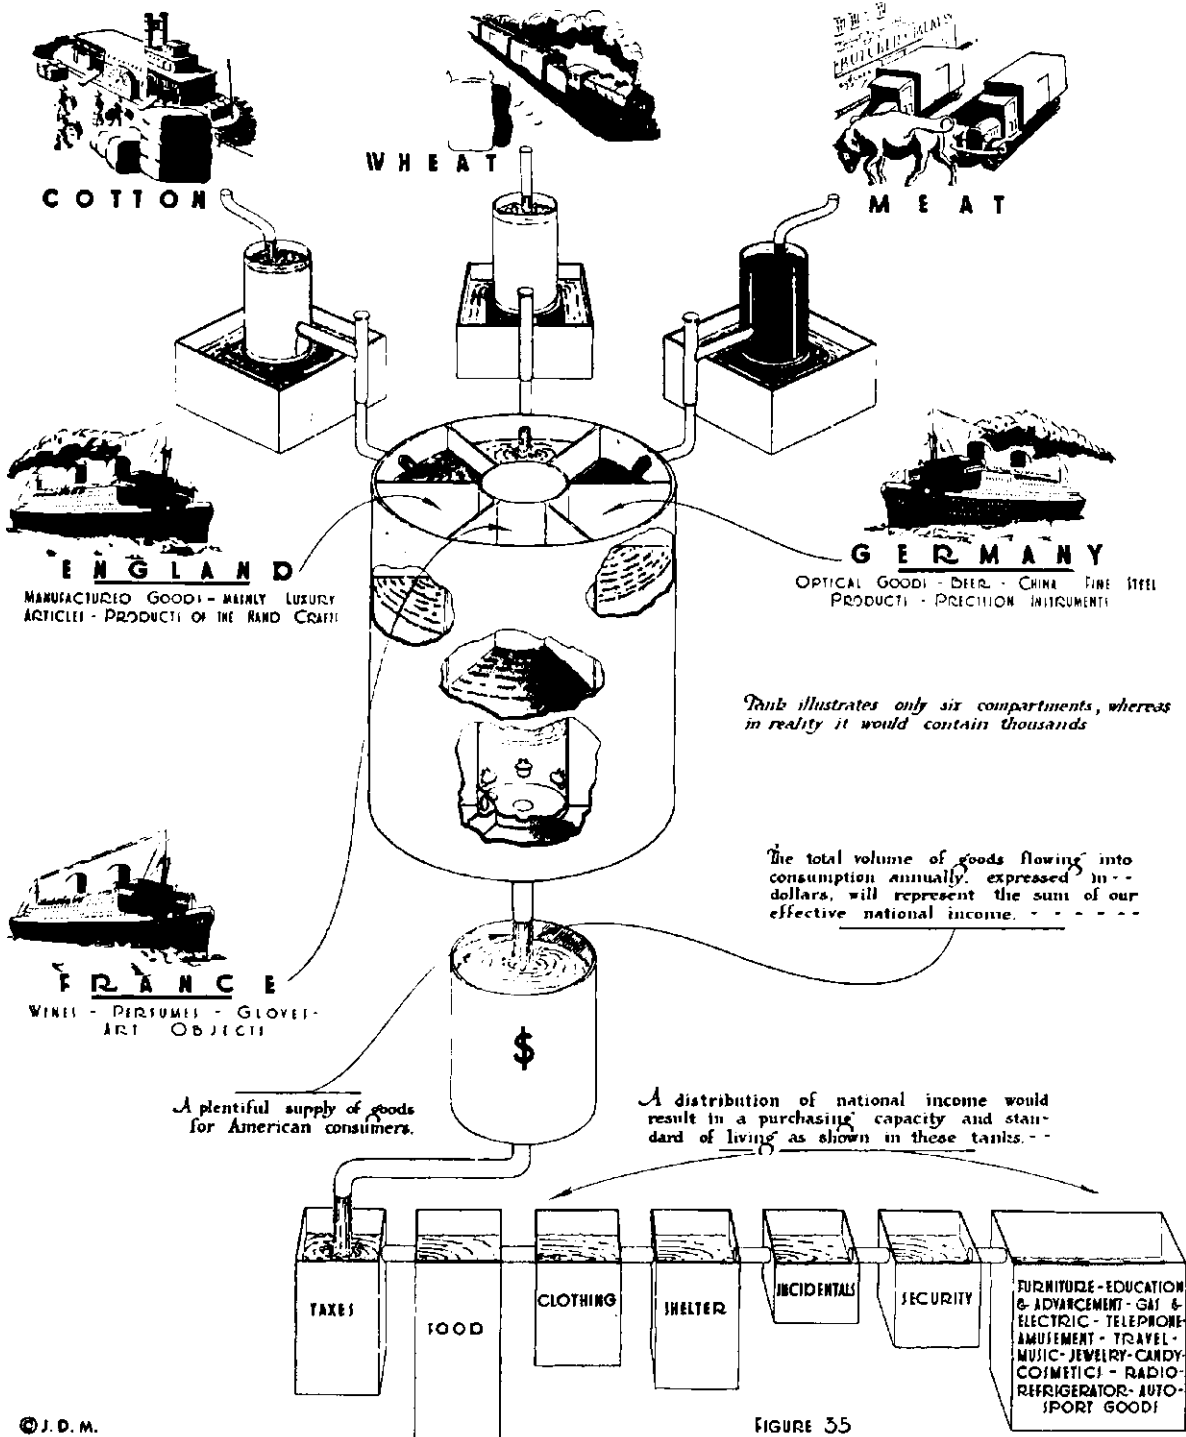 WHEAT
COTTON
MEAT
ENGLAND
MANUFACTURED GOODS - MAINLY LUXURY
ARTICLES - PRODUCTS OF THE HAND CRAFTS
GERMANY
OPTICAL GOODS - BEER - CHINA FINE STEEL
PRODUCTS - PRECISION INSTRUMENTS
Tank illustrates only six compartments, whereas
in reality it would contain thousands
The total volume of goods flowing into
consumption annually, expressed in - -
dollars, will represent the sum of our
effective national income. - - - - - -
FRANCE
WINES - PERFUMES - GLOVES -
ART OBJECTS
$
A plentiful supply of goods
for American consumers.
A distribution of national income would
result in a purchasing capacity and stan-
dard of living as shown in these tanks. - -
TAXES
FOOD
CLOTHING
SHELTER
INCIDENTALS
SECURITY
FURNITURE - EDUCATION
& ADVANCEMENT - GAS &
ELECTRIC - TELEPHONE -
AMUSEMENT - TRAVEL -
MUSIC - JEWELRY - CANDY -
COSMETICS - RADIO -
REFRIGERATOR - AUTO -
SPORT GOODS
© J. D. M.
FIGURE 35